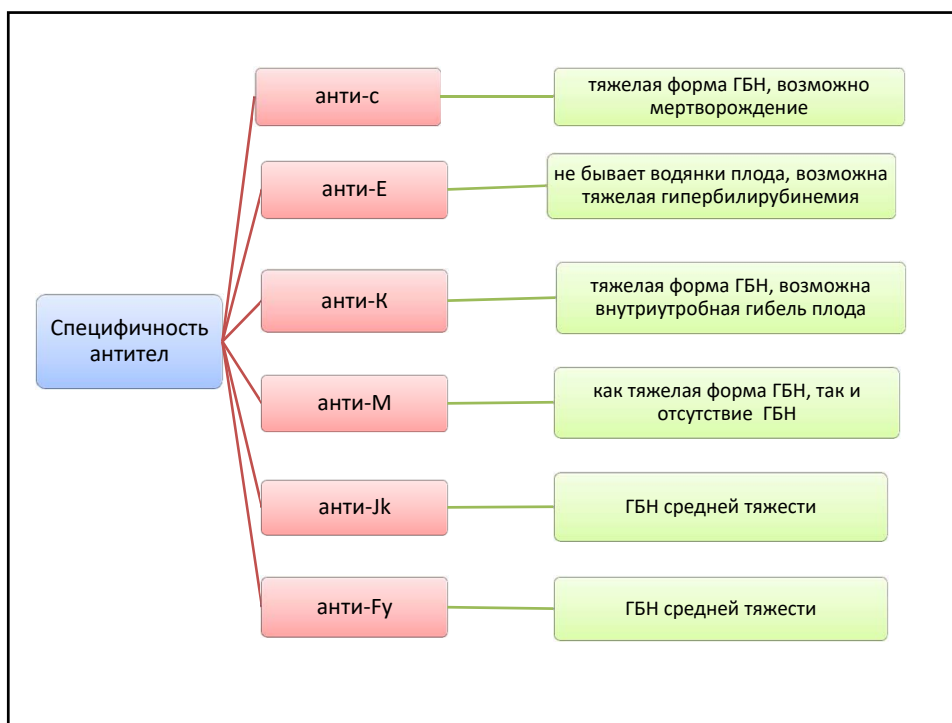 Специфичность
антител
анти-с
тяжелая форма ГБН, возможно
мертворождение
анти-Е
не бывает водянки плода, возможна
тяжелая гипербилирубинемия
анти-К
тяжелая форма ГБН, возможна
внутриутробная гибель плода
анти-М
как тяжелая форма ГБН, так и
отсутствие ГБН
анти-Jk
ГБН средней тяжести
анти-Fy
ГБН средней тяжести